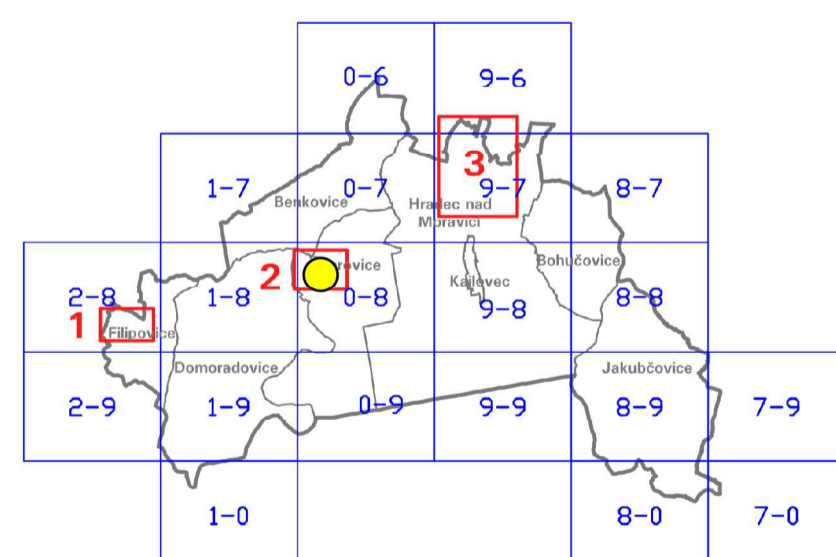 0-6
9-6
3
1-7
0-7
9-7
8-7
Benkovice
Hradec nad
Moravicí
2
rovice
Bohučovice
Kajlovec
2-8
1-8
0-8
9-8
8-8
1
Filipovice
Domoradovice
Jakubčovice
2-9
1-9
0-9
9-9
8-9
7-9
1-0
8-0
7-0